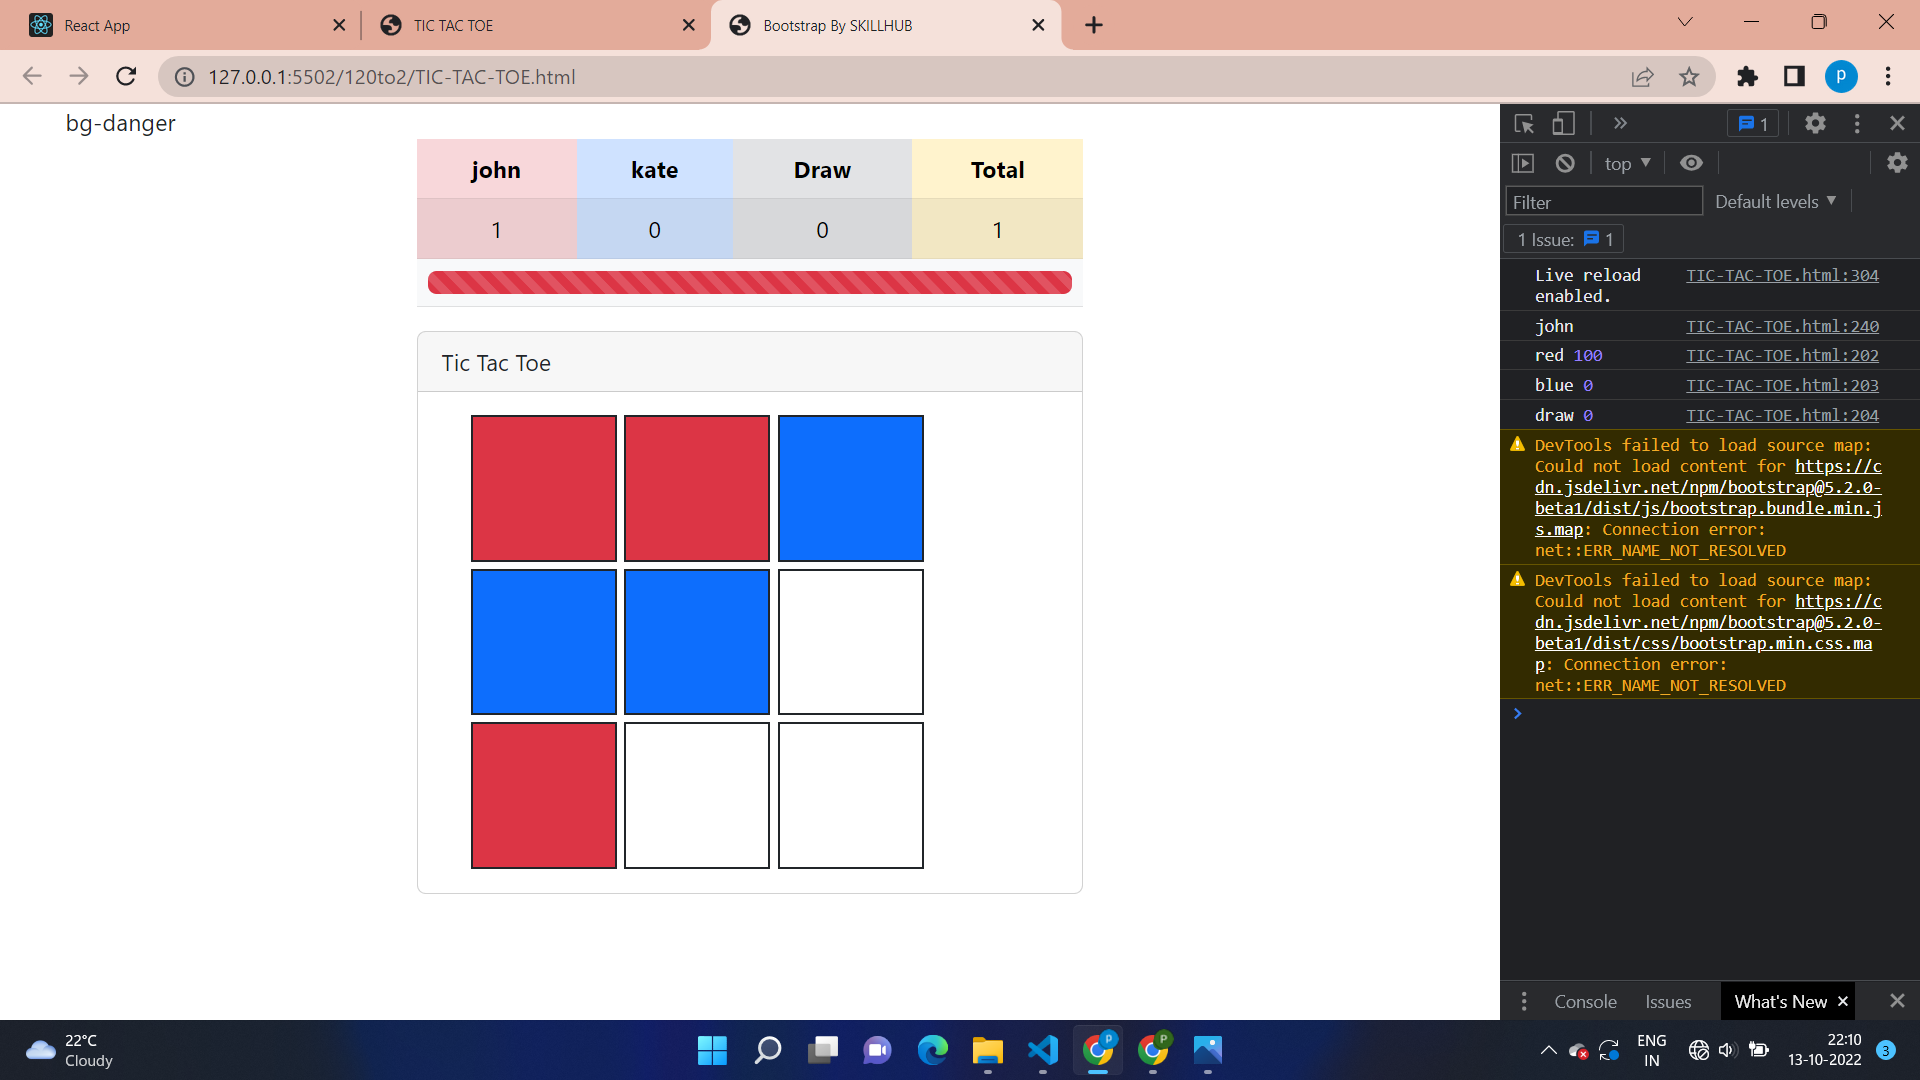 React App
TIC TAC TOE
Bootstrap By SKILLHUB
127.0.0.1:5502/120to2/TIC-TAC-TOE.html
p
bg-danger
john kate Draw Total
1 0 0 1
Tic Tac Toe
1
top
Filter
Default levels
1 Issue: 1
Live reload TIC-TAC-TOE.html:304
enabled.
john TIC-TAC-TOE.html:240
red 100 TIC-TAC-TOE.html:202
blue 0 TIC-TAC-TOE.html:203
draw 0 TIC-TAC-TOE.html:204
DevTools failed to load source map:
Could not load content for https://c
dn.jsdelivr.net/npm/bootstrap@5.2.0-
beta1/dist/js/bootstrap.bundle.min.j
s.map: Connection error:
net::ERR_NAME_NOT_RESOLVED
DevTools failed to load source map:
Could not load content for https://c
dn.jsdelivr.net/npm/bootstrap@5.2.0-
beta1/dist/css/bootstrap.min.css.ma
p: Connection error:
net::ERR_NAME_NOT_RESOLVED
Console Issues What's New
22°C
Cloudy
P
P
ENG
IN
22:10
13-10-2022
3